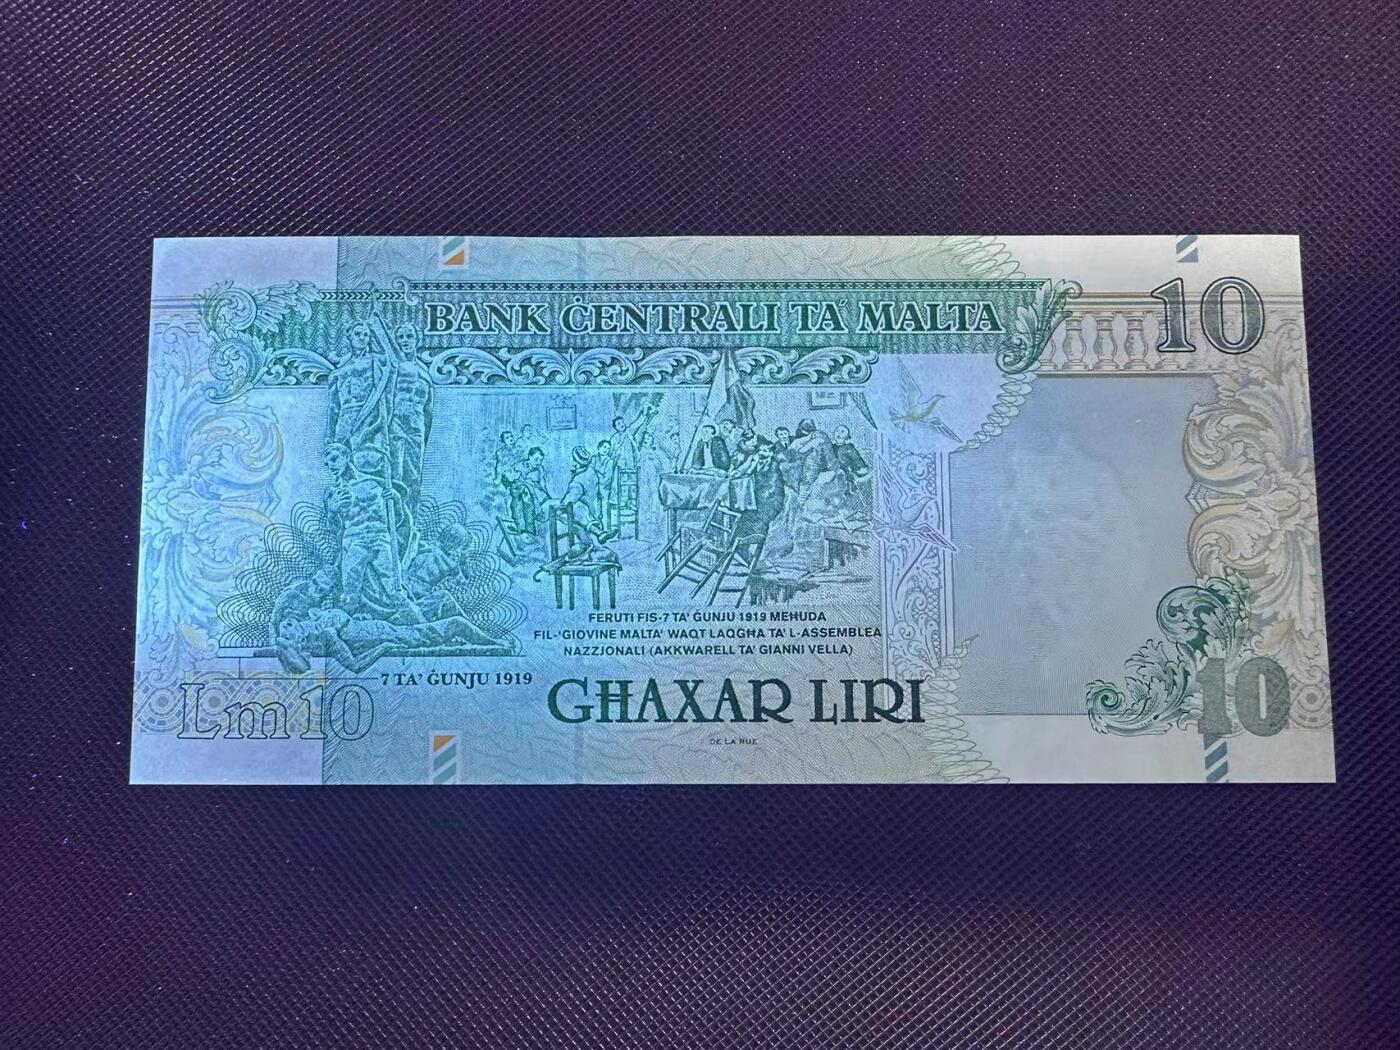 BANK ĊENTRALI TA' MALTA
10
FERUTI FIS-7 TA' ĠUNJU 1919 MEĦUDA
FIL-'GIOVINE MALTA' WAQT LAQGĦA TA' L-ASSEMBLEA
NAZZJONALI (AKKWARELL TA' GIANNI VELLA)
7 TA' ĠUNJU 1919
Lm10
GĦAXAR LIRI
10
DE LA RUE